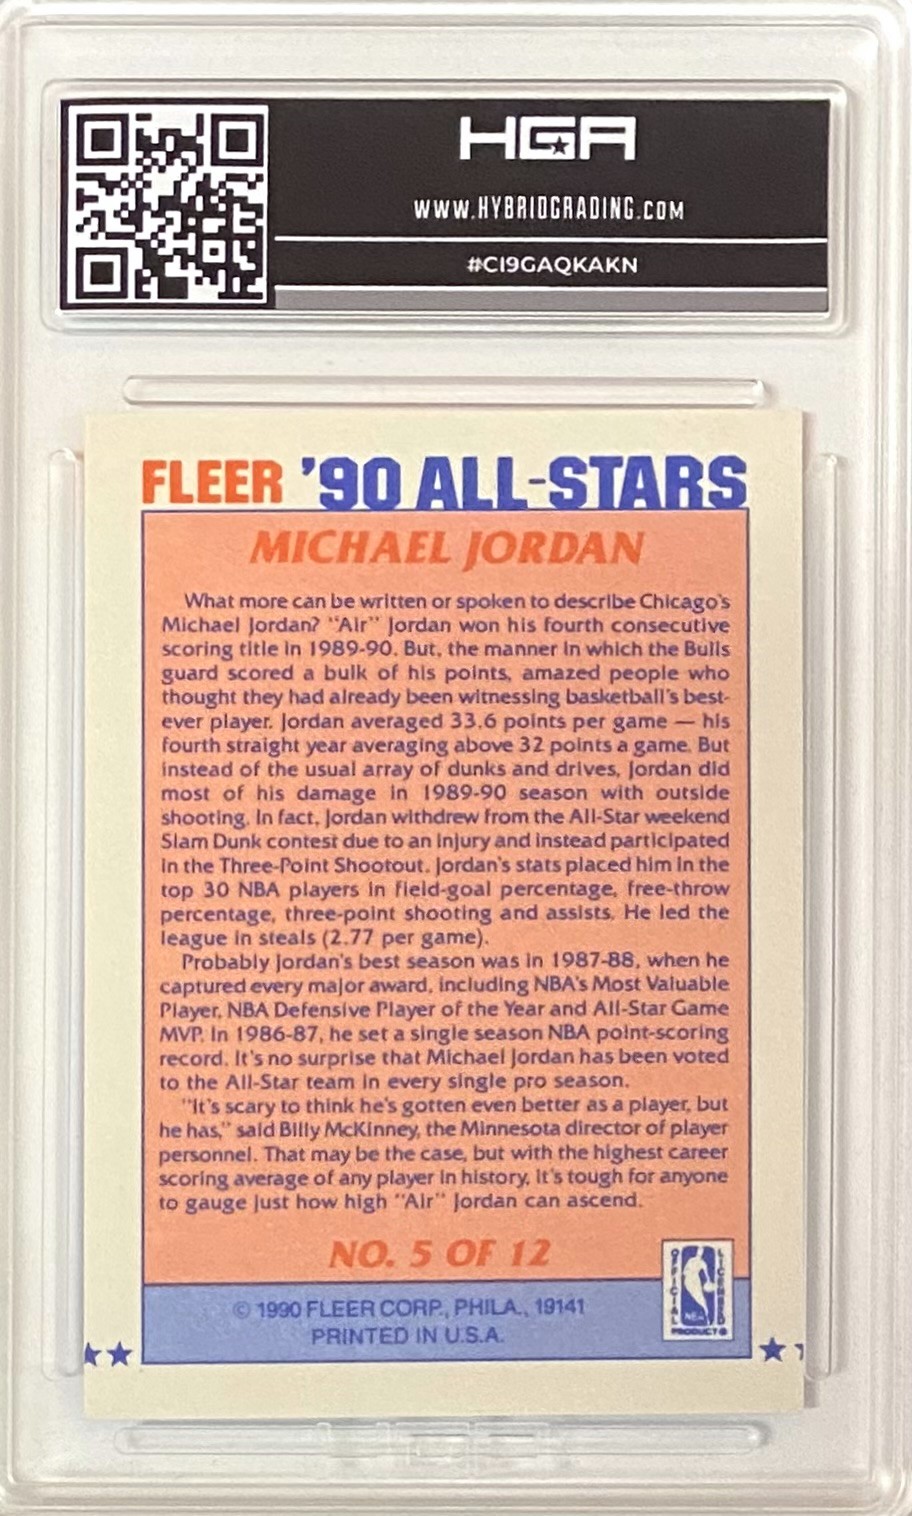 HGA
WWW.HYBRIDGRADING.COM
#CI9GAQKAKN
FLEER '90 ALL-STARS
MICHAEL JORDAN
What more can be written or spoken to describe Chicago's
Michael Jordan? "Air" Jordan won his fourth consecutive
scoring title in 1989-90. But, the manner in which the Bulls
guard scored a bulk of his points, amazed people who
thought they had already been witnessing basketball's best-
ever player. Jordan averaged 33.6 points per game — his
fourth straight year averaging above 32 points a game. But
instead of the usual array of dunks and drives, Jordan did
most of his damage in 1989-90 season with outside
shooting. In fact, Jordan withdrew from the All-Star weekend
Slam Dunk contest due to an injury and instead participated
in the Three-Point Shootout. Jordan's stats placed him in the
top 30 NBA players in field-goal percentage, free-throw
percentage, three-point shooting and assists. He led the
league in steals (2.77 per game).
Probably Jordan's best season was in 1987-88, when he
captured every major award, including NBA's Most Valuable
Player, NBA Defensive Player of the Year and All-Star Game
MVP. In 1986-87, he set a single season NBA point-scoring
record. It's no surprise that Michael Jordan has been voted
to the All-Star team in every single pro season.
"It's scary to think he's gotten even better as a player, but
he has," said Billy McKinney, the Minnesota director of player
personnel. That may be the case, but with the highest career
scoring average of any player in history, it's tough for anyone
to gauge just how high "Air" Jordan can ascend.
NO. 5 OF 12
OFFICIAL LICENSED
NBA
PRODUCT®
© 1990 FLEER CORP., PHILA., 19141
PRINTED IN U.S.A.